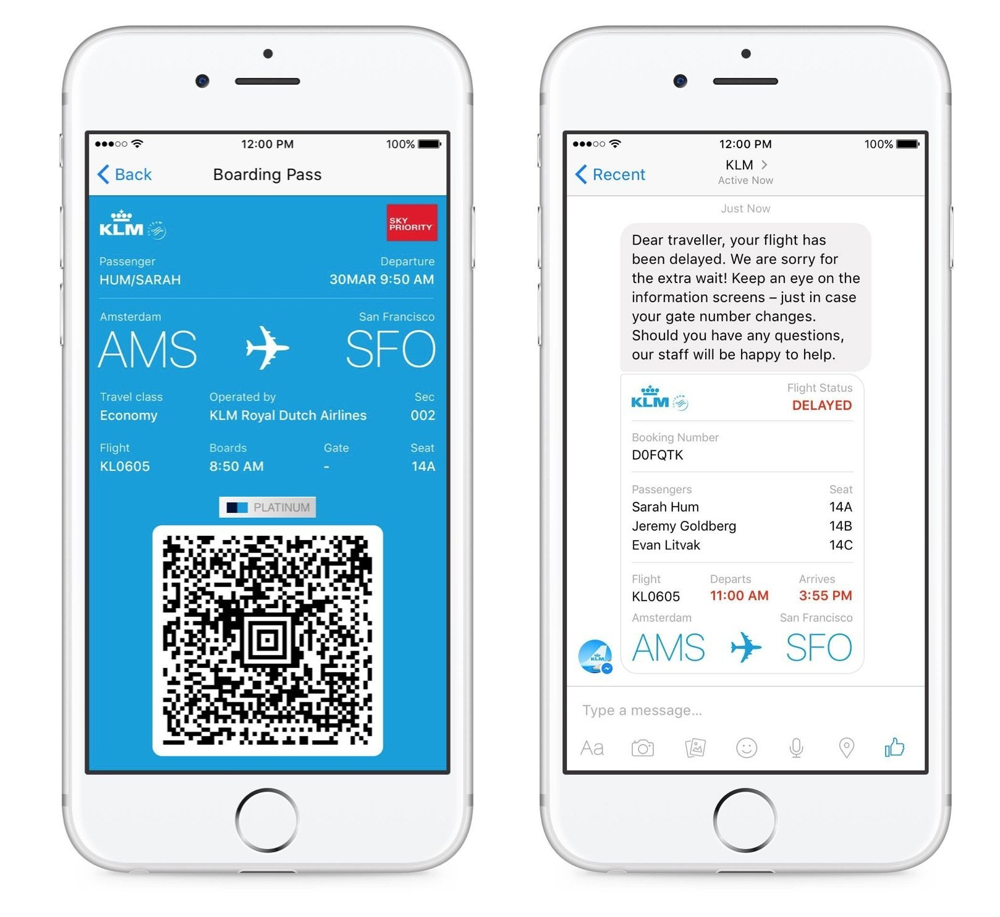 12:00 PM
100%
Back
Boarding Pass
KLM SKYTEAM
SKY
PRIORITY
Passenger Departure
HUM/SARAH 30MAR 9:50 AM
Amsterdam San Francisco
AMS SFO
Travel class Operated by Sec
Economy KLM Royal Dutch Airlines 002
Flight Boards Gate Seat
KL0605 8:50 AM - 14A
PLATINUM
12:00 PM
100%
Recent
KLM
Active Now
Just Now
Dear traveller, your flight has
been delayed. We are sorry for
the extra wait! Keep an eye on the
information screens – just in case
your gate number changes.
Should you have any questions,
our staff will be happy to help.
KLM SKYTEAM
Flight Status
DELAYED
Booking Number
D0FQTK
Passengers Seat
Sarah Hum 14A
Jeremy Goldberg 14B
Evan Litvak 14C
Flight Departs Arrives
KL0605 11:00 AM 3:55 PM
Amsterdam San Francisco
AMS SFO
KLM
Type a message...
Aa